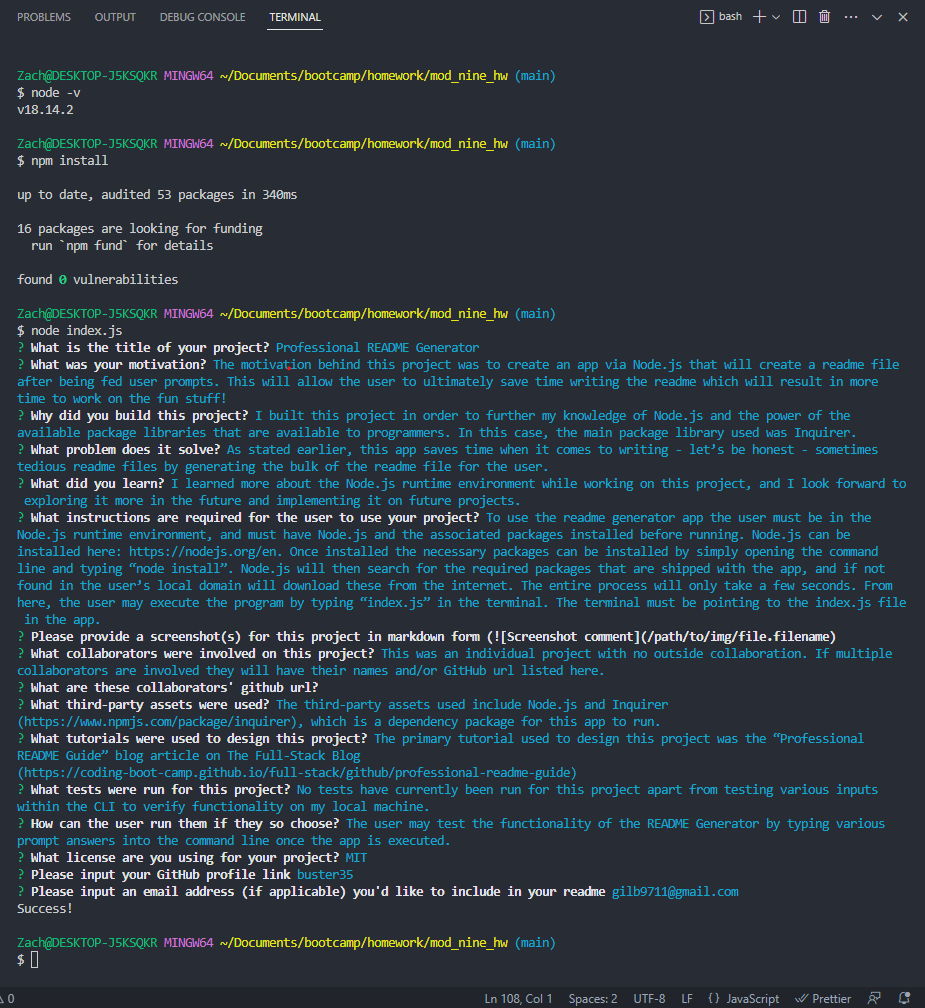 PROBLEMS OUTPUT DEBUG CONSOLE TERMINAL bash
Zach@DESKTOP-J5KSQKR MINGW64 ~/Documents/bootcamp/homework/mod_nine_hw (main)
$ node -v
v18.14.2
Zach@DESKTOP-J5KSQKR MINGW64 ~/Documents/bootcamp/homework/mod_nine_hw (main)
$ npm install
up to date, audited 53 packages in 340ms
16 packages are looking for funding
run `npm fund` for details
found 0 vulnerabilities
Zach@DESKTOP-J5KSQKR MINGW64 ~/Documents/bootcamp/homework/mod_nine_hw (main)
$ node index.js
? What is the title of your project? Professional README Generator
? What was your motivation? The motivation behind this project was to create an app via Node.js that will create a readme file
after being fed user prompts. This will allow the user to ultimately save time writing the readme which will result in more
time to work on the fun stuff!
? Why did you build this project? I built this project in order to further my knowledge of Node.js and the power of the
available package libraries that are available to programmers. In this case, the main package library used was Inquirer.
? What problem does it solve? As stated earlier, this app saves time when it comes to writing - let’s be honest - sometimes
tedious readme files by generating the bulk of the readme file for the user.
? What did you learn? I learned more about the Node.js runtime environment while working on this project, and I look forward to
exploring it more in the future and implementing it on future projects.
? What instructions are required for the user to use your project? To use the readme generator app the user must be in the
Node.js runtime environment, and must have Node.js and the associated packages installed before running. Node.js can be
installed here: https://nodejs.org/en. Once installed the necessary packages can be installed by simply opening the command
line and typing “node install”. Node.js will then search for the required packages that are shipped with the app, and if not
found in the user’s local domain will download these from the internet. The entire process will only take a few seconds. From
here, the user may execute the program by typing “index.js” in the terminal. The terminal must be pointing to the index.js file
in the app.
? Please provide a screenshot(s) for this project in markdown form (![Screenshot comment](/path/to/img/file.filename)
? What collaborators were involved on this project? This was an individual project with no outside collaboration. If multiple
collaborators are involved they will have their names and/or GitHub url listed here.
? What are these collaborators' github url?
? What third-party assets were used? The third-party assets used include Node.js and Inquirer
(https://www.npmjs.com/package/inquirer), which is a dependency package for this app to run.
? What tutorials were used to design this project? The primary tutorial used to design this project was the “Professional
README Guide” blog article on The Full-Stack Blog
(https://coding-boot-camp.github.io/full-stack/github/professional-readme-guide)
? What tests were run for this project? No tests have currently been run for this project apart from testing various inputs
within the CLI to verify functionality on my local machine.
? How can the user run them if they so choose? The user may test the functionality of the README Generator by typing various
prompt answers into the command line once the app is executed.
? What license are you using for your project? MIT
? Please input your GitHub profile link buster35
? Please input an email address (if applicable) you'd like to include in your readme gilb9711@gmail.com
Success!
Zach@DESKTOP-J5KSQKR MINGW64 ~/Documents/bootcamp/homework/mod_nine_hw (main)
$
0 Ln 108, Col 1 Spaces: 2 UTF-8 LF {} JavaScript Prettier